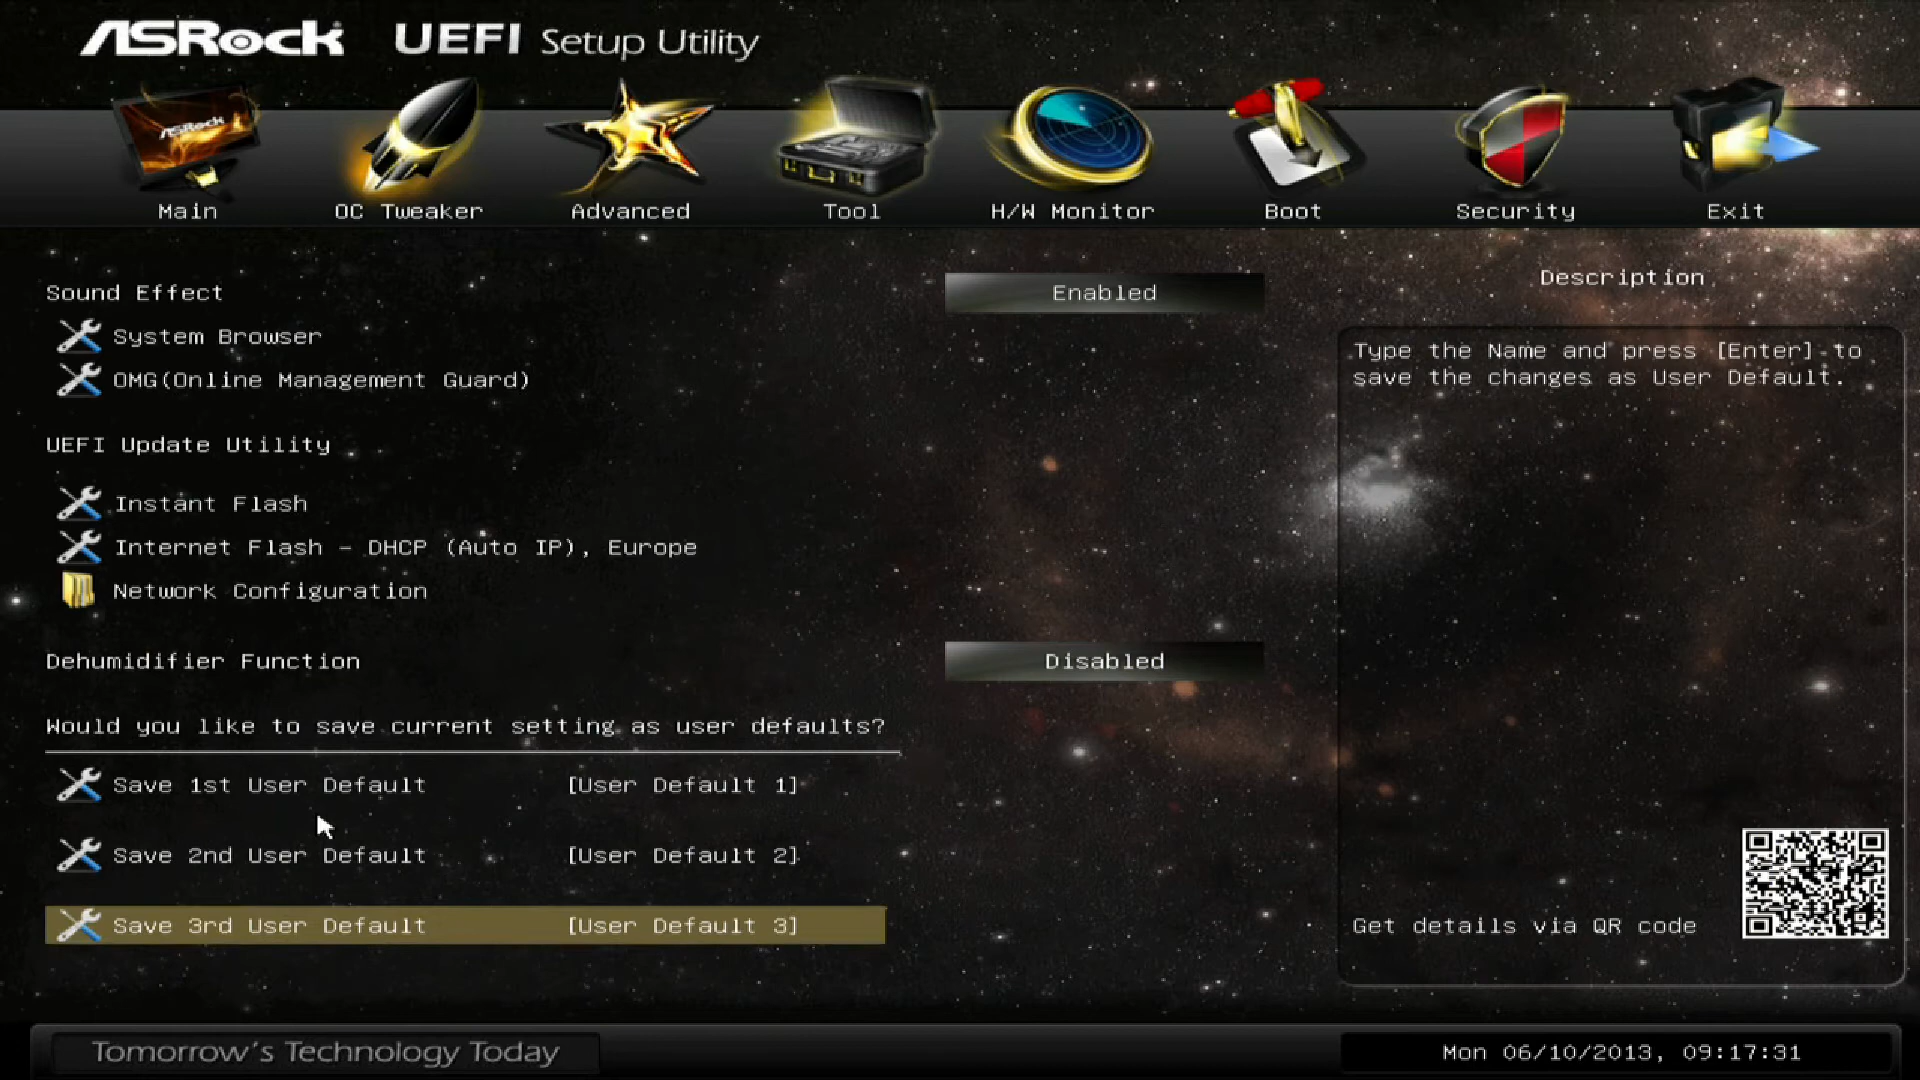 ASRock UEFI Setup Utility
ASRock
Main OC Tweaker Advanced Tool H/W Monitor Boot Security Exit
Description
Sound Effect Enabled
System Browser
OMG(Online Management Guard)
Type the Name and press [Enter] to
save the changes as User Default.
UEFI Update Utility
Instant Flash
Internet Flash - DHCP (Auto IP), Europe
Network Configuration
Dehumidifier Function Disabled
Would you like to save current setting as user defaults?
Save 1st User Default [User Default 1]
Save 2nd User Default [User Default 2]
Save 3rd User Default [User Default 3]
Get details via QR code
Tomorrow's Technology Today
Mon 06/10/2013, 09:17:31